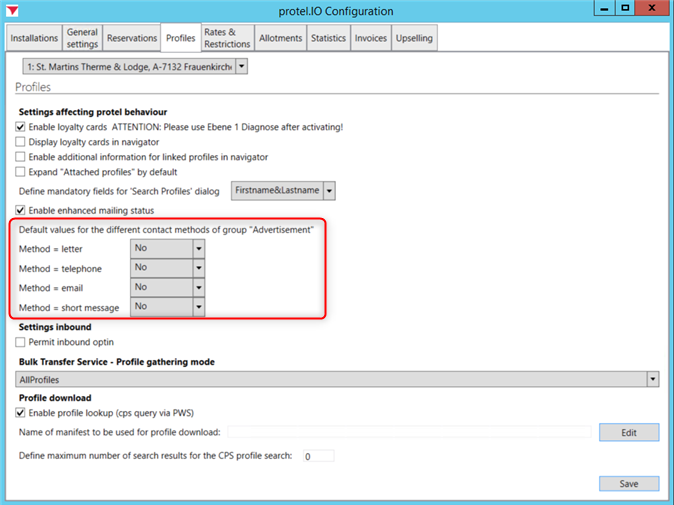 protel.IO Configuration
Installations
General
settings
Reservations
Profiles
Rates &
Restrictions
Allotments
Statistics
Invoices
Upselling
1: St. Martins Therme & Lodge, A-7132 Frauenkirche
Profiles
Settings affecting protel behaviour
Enable loyalty cards ATTENTION: Please use Ebene 1 Diagnose after activating!
Display loyalty cards in navigator
Enable additional information for linked profiles in navigator
Expand "Attached profiles" by default
Define mandatory fields for 'Search Profiles' dialog Firstname&Lastname
Enable enhanced mailing status
Default values for the different contact methods of group "Advertisement"
Method = letter No
Method = telephone No
Method = email No
Method = short message No
Settings inbound
Permit inbound optin
Bulk Transfer Service - Profile gathering mode
AllProfiles
Profile download
Enable profile lookup (cps query via PWS)
Name of manifest to be used for profile download: Edit
Define maximum number of search results for the CPS profile search: 0
Save